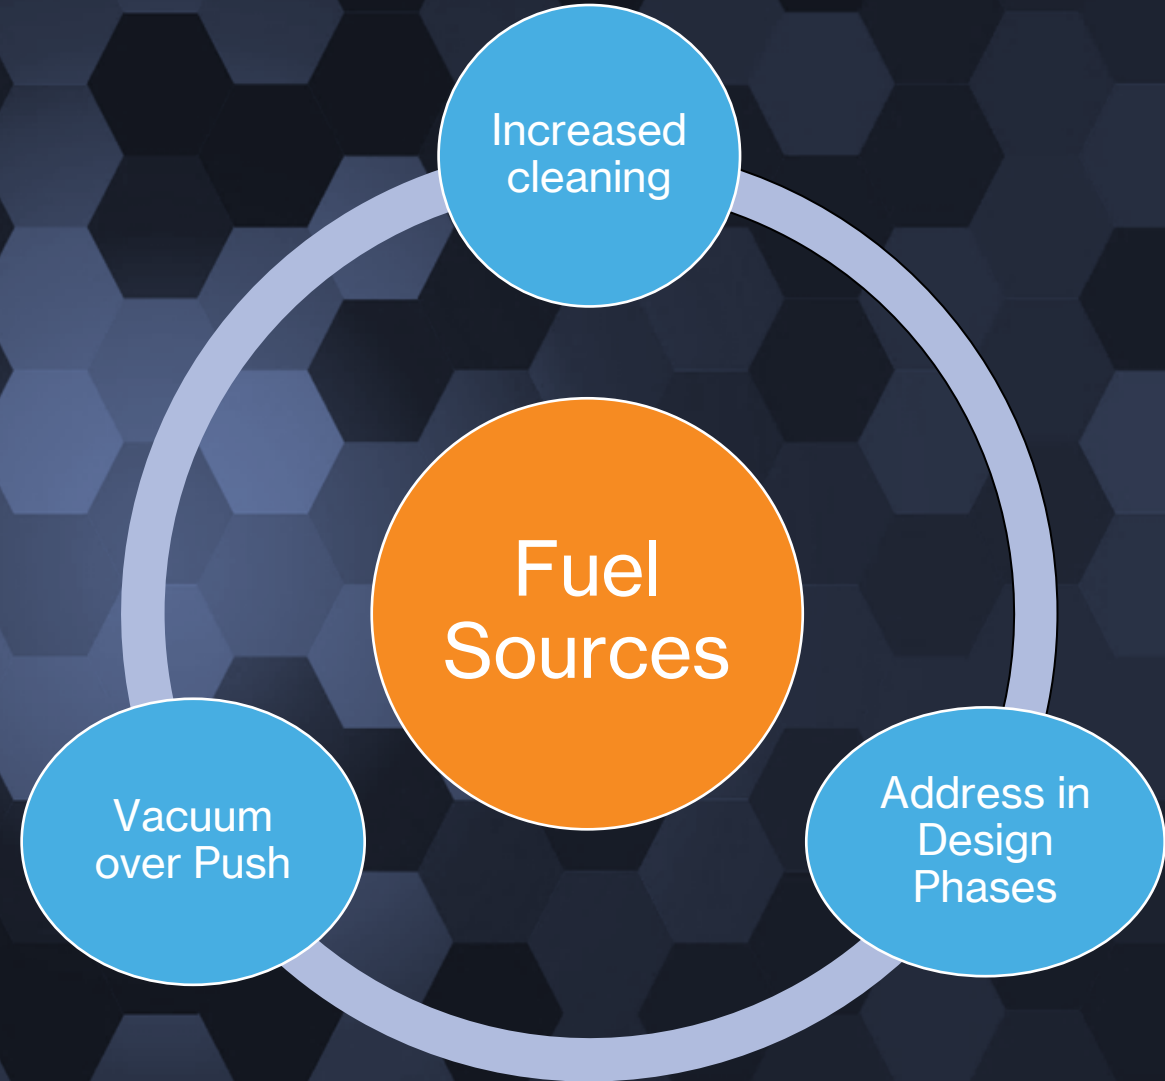 Increased
cleaning
Fuel
Sources
Address in
Design
Phases
Vacuum
over Push